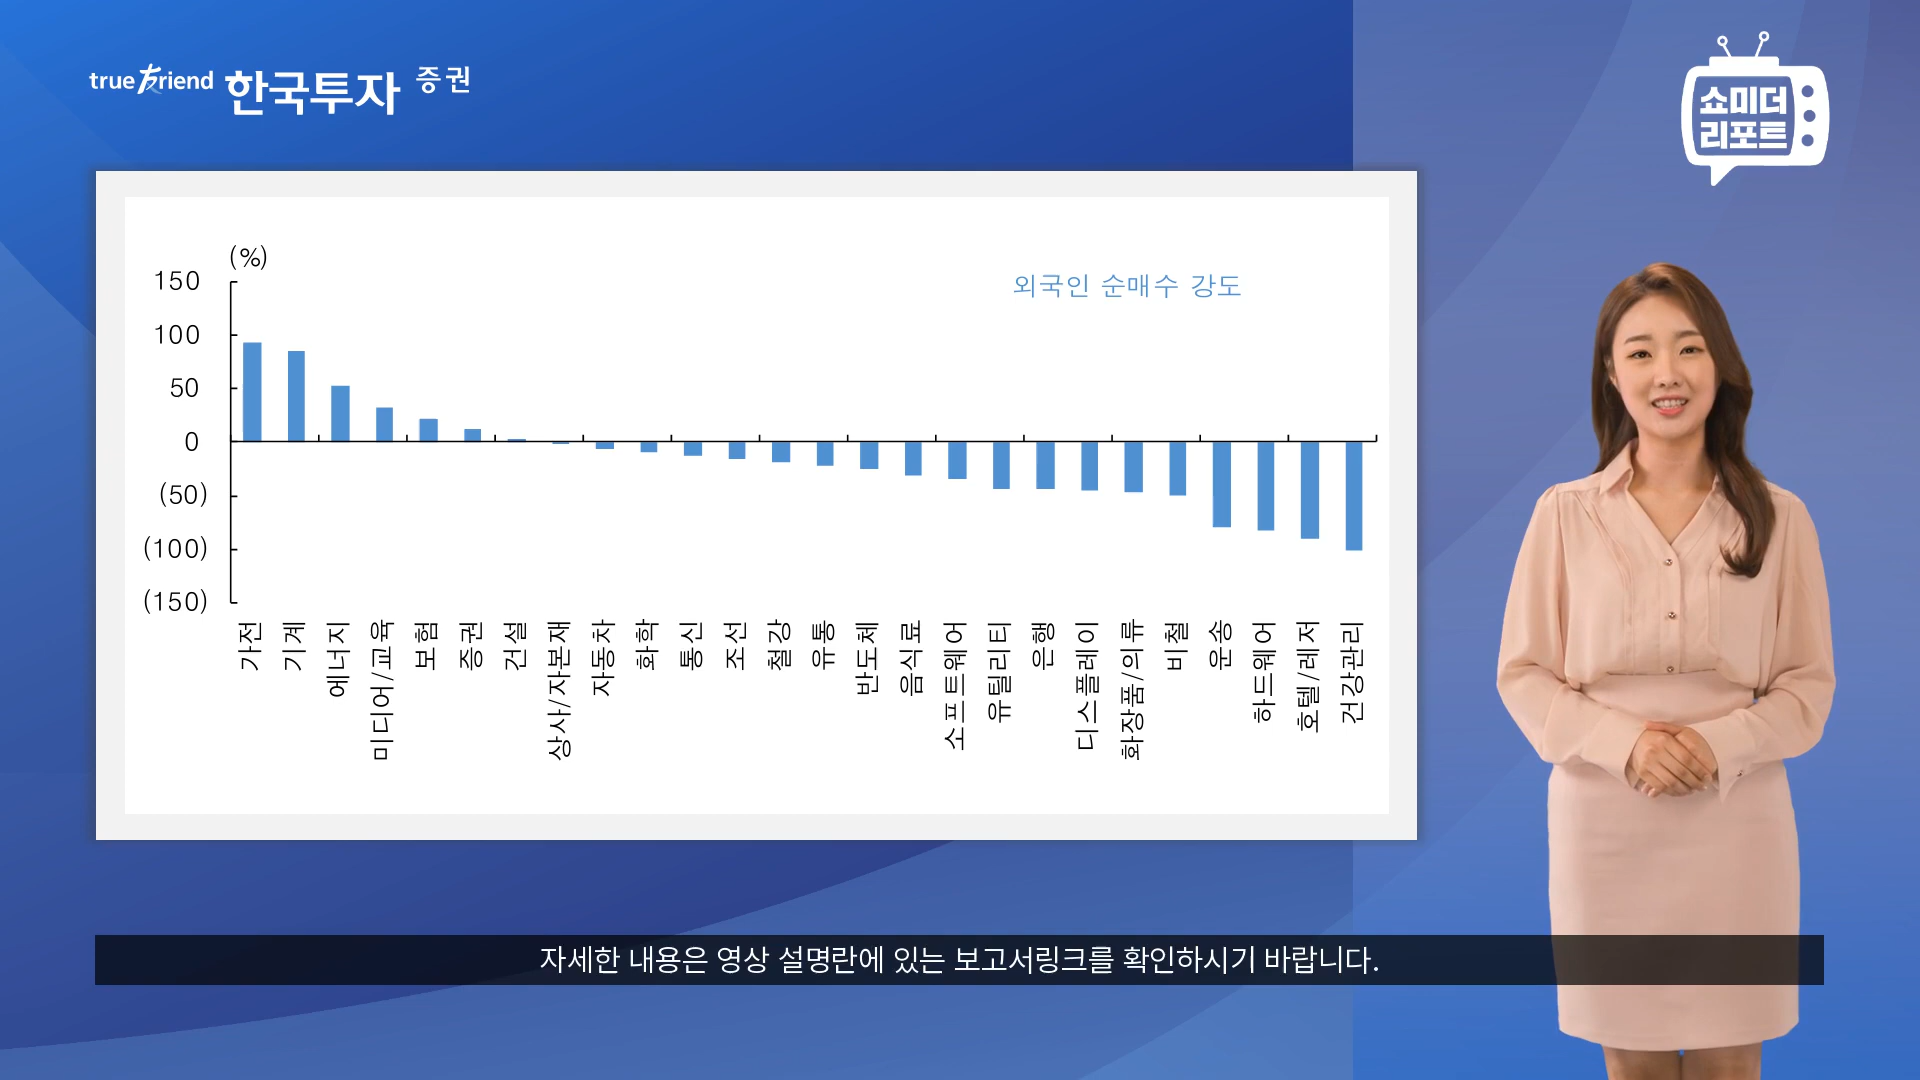 true friend 한국투자 증권
쇼미더
리포트
(%)
외국인 순매수 강도
150
100
50
0
(50)
(100)
(150)
가전
기계
에너지
미디어/교육
보험
증권
건설
상사/자본재
자동차
화학
통신
조선
철강
유통
반도체
음식료
소프트웨어
유틸리티
은행
디스플레이
화장품/의류
비철
운송
하드웨어
호텔/레저
건강관리
자세한 내용은 영상 설명란에 있는 보고서링크를 확인하시기 바랍니다.